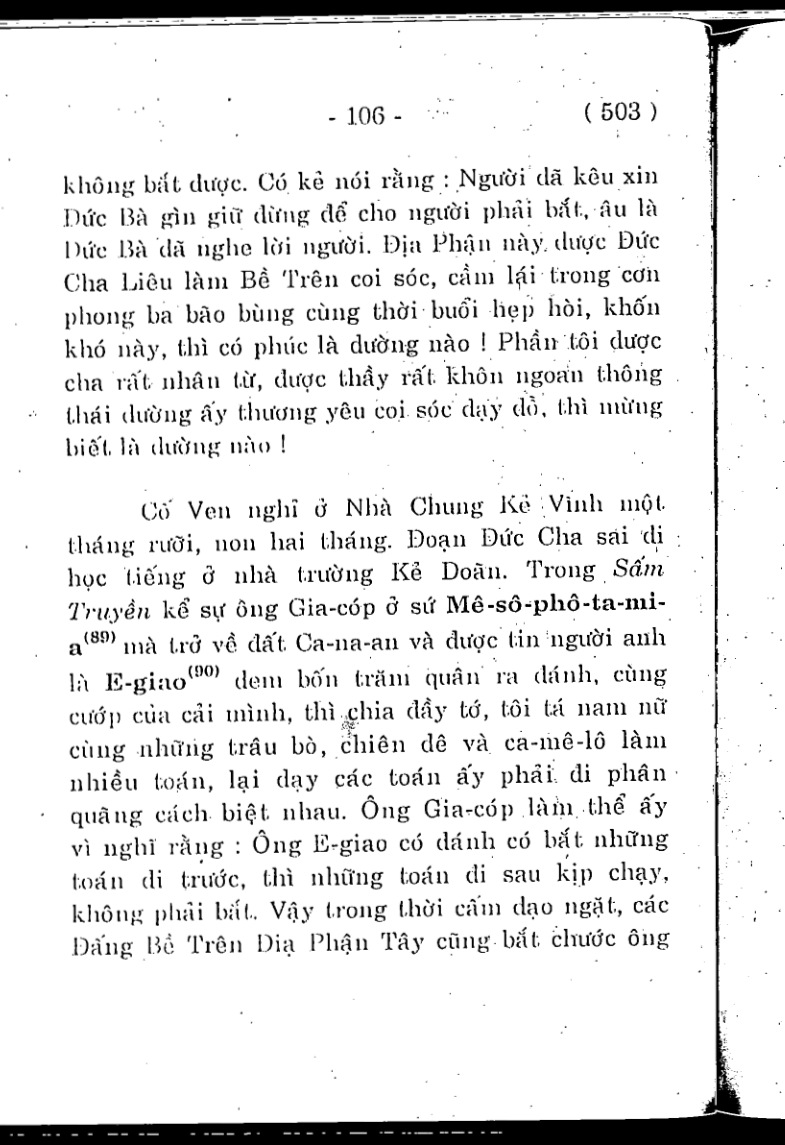 - 106 - ( 503 )
không bắt được. Có kẻ nói rằng : Người đã kêu xin
Đức Bà gìn giữ đừng để cho người phải bắt, âu là
Đức Bà đã nghe lời người. Địa Phận này được Đức
Cha Liêu làm Bề Trên coi sóc, cầm lái trong cơn
phong ba bão bùng cùng thời buổi hẹp hòi, khốn
khó này, thì có phúc là dường nào ! Phần tôi được
cha rất nhân từ, được thầy rất khôn ngoan thông
thái dường ấy thương yêu coi sóc dạy dỗ, thì mừng
biết là dường nào !
Cố Ven nghỉ ở Nhà Chung Kẻ Vĩnh một
tháng rưỡi, non hai tháng. Đoạn Đức Cha sai đi
học tiếng ở nhà trường Kẻ Doãn. Trong Sấm
Truyền kể sự ông Gia-cóp ở sứ Mê-sô-phô-ta-mi-
a(89) mà trở về đất Ca-na-an và được tin người anh
là E-giao(90) đem bốn trăm quân ra đánh, cùng
cướp của cải mình, thì chia đầy tớ, tôi tá nam nữ
cùng những trâu bò, chiên dê và ca-mê-lô làm
nhiều toán, lại dạy các toán ấy phải đi phân
quãng cách biệt nhau. Ông Gia-cóp làm thể ấy
vì nghĩ rằng : Ông E-giao có đánh có bắt những
toán đi trước, thì những toán đi sau kịp chạy,
không phải bắt. Vậy trong thời cấm đạo ngặt, các
Đấng Bề Trên Địa Phận Tây cũng bắt chước ông